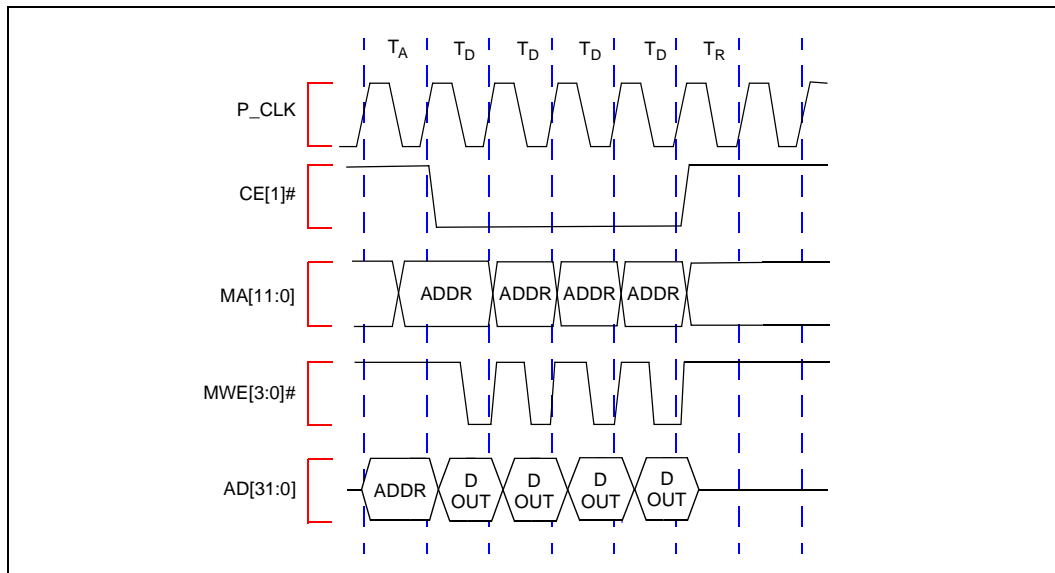 TA TD TD TD TD TR
P_CLK
CE[1]#
MA[11:0] ADDR ADDR ADDR ADDR
MWE[3:0]#
AD[31:0] ADDR D OUT D OUT D OUT D OUT